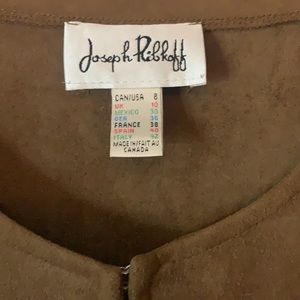 Joseph Ribkoff
CAN/USA 8
UK 10
MEXICO 30
GER 36
FRANCE 38
SPAIN 40
ITALY 42
MADE IN/FAIT AU
CANADA